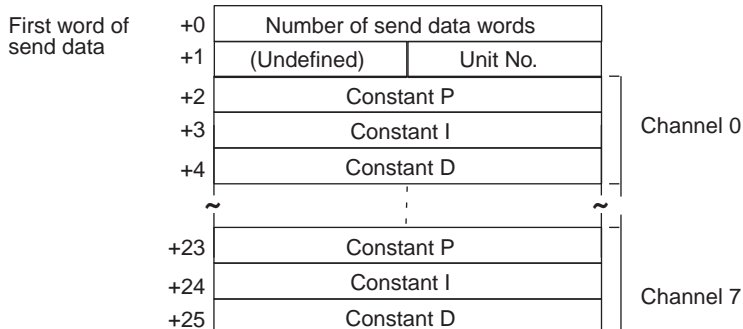 First word of
send data
+0 Number of send data words
+1 (Undefined) Unit No.
+2 Constant P
+3 Constant I
+4 Constant D
Channel 0
~ ~
+23 Constant P
+24 Constant I
+25 Constant D
Channel 7